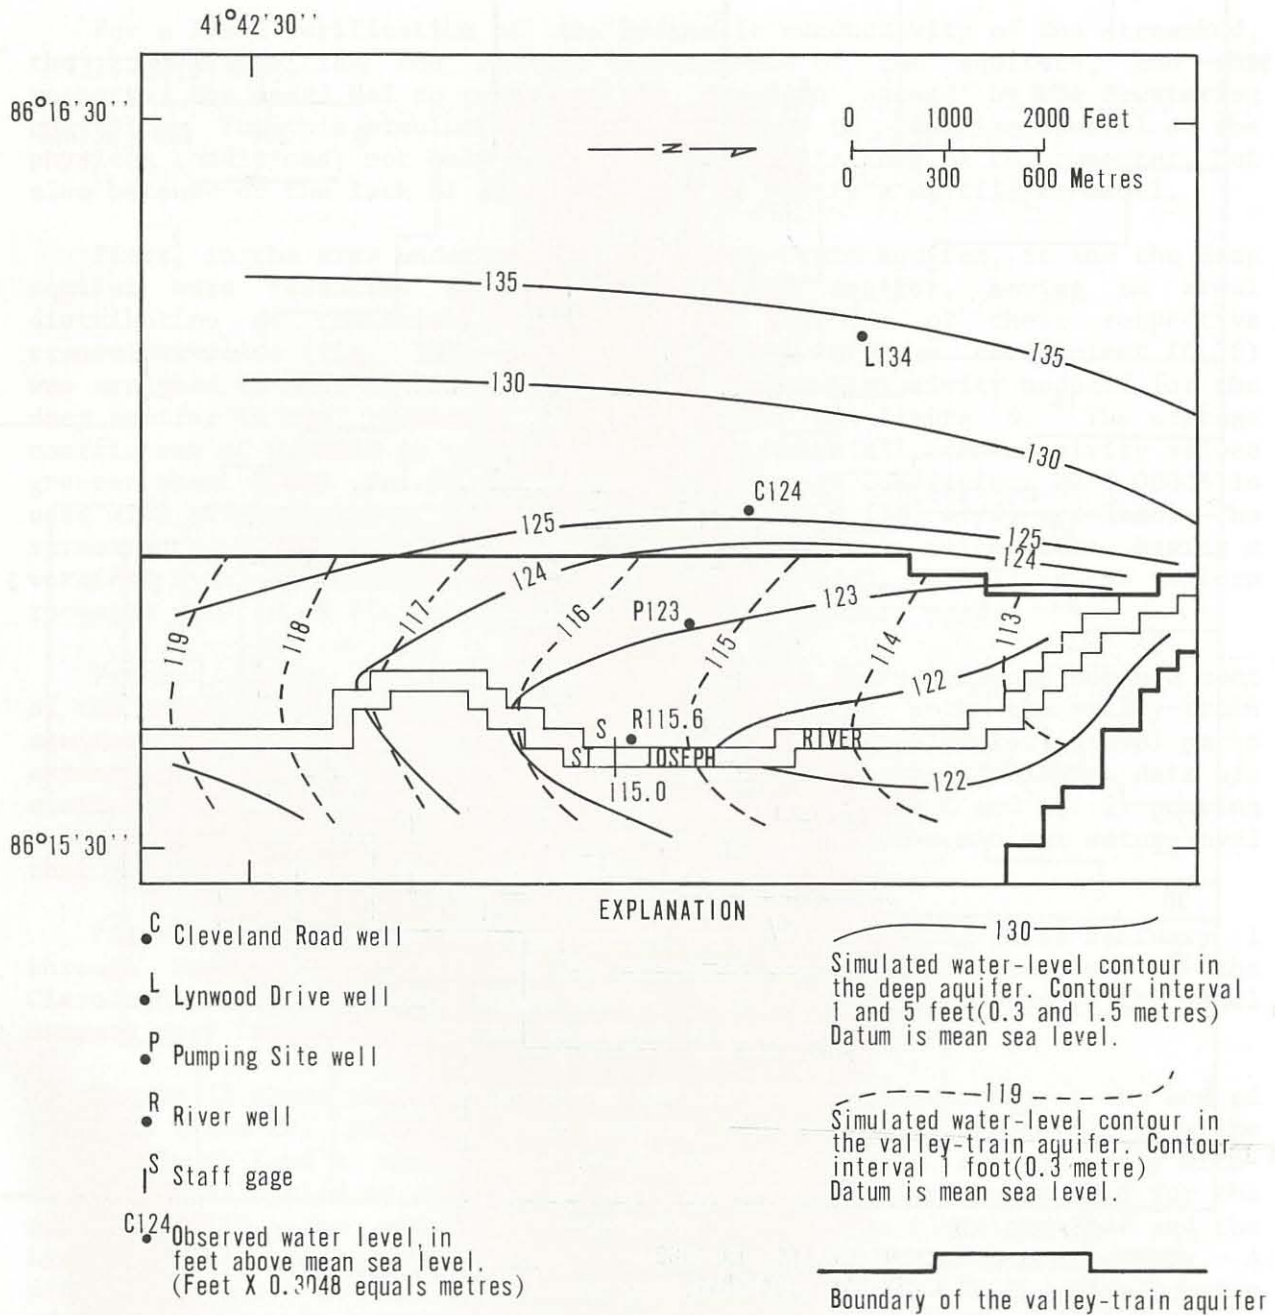 41°42'30''
86°16'30''
N
0 1000 2000 Feet
0 300 600 Metres
135
L134
135
130
130
C124
125
125
124
124
123
119
118
117
116
P123
115
114
113
122
S R115.6
ST JOSEPH RIVER
115.0
122
86°15'30''
EXPLANATION
C Cleveland Road well
L Lynwood Drive well
P Pumping Site well
R River well
S Staff gage
C124 Observed water level, in
feet above mean sea level.
(Feet X 0.3048 equals metres)
130
Simulated water-level contour in
the deep aquifer. Contour interval
1 and 5 feet(0.3 and 1.5 metres)
Datum is mean sea level.
119
Simulated water-level contour in
the valley-train aquifer. Contour
interval 1 foot(0.3 metre)
Datum is mean sea level.
Boundary of the valley-train aquifer